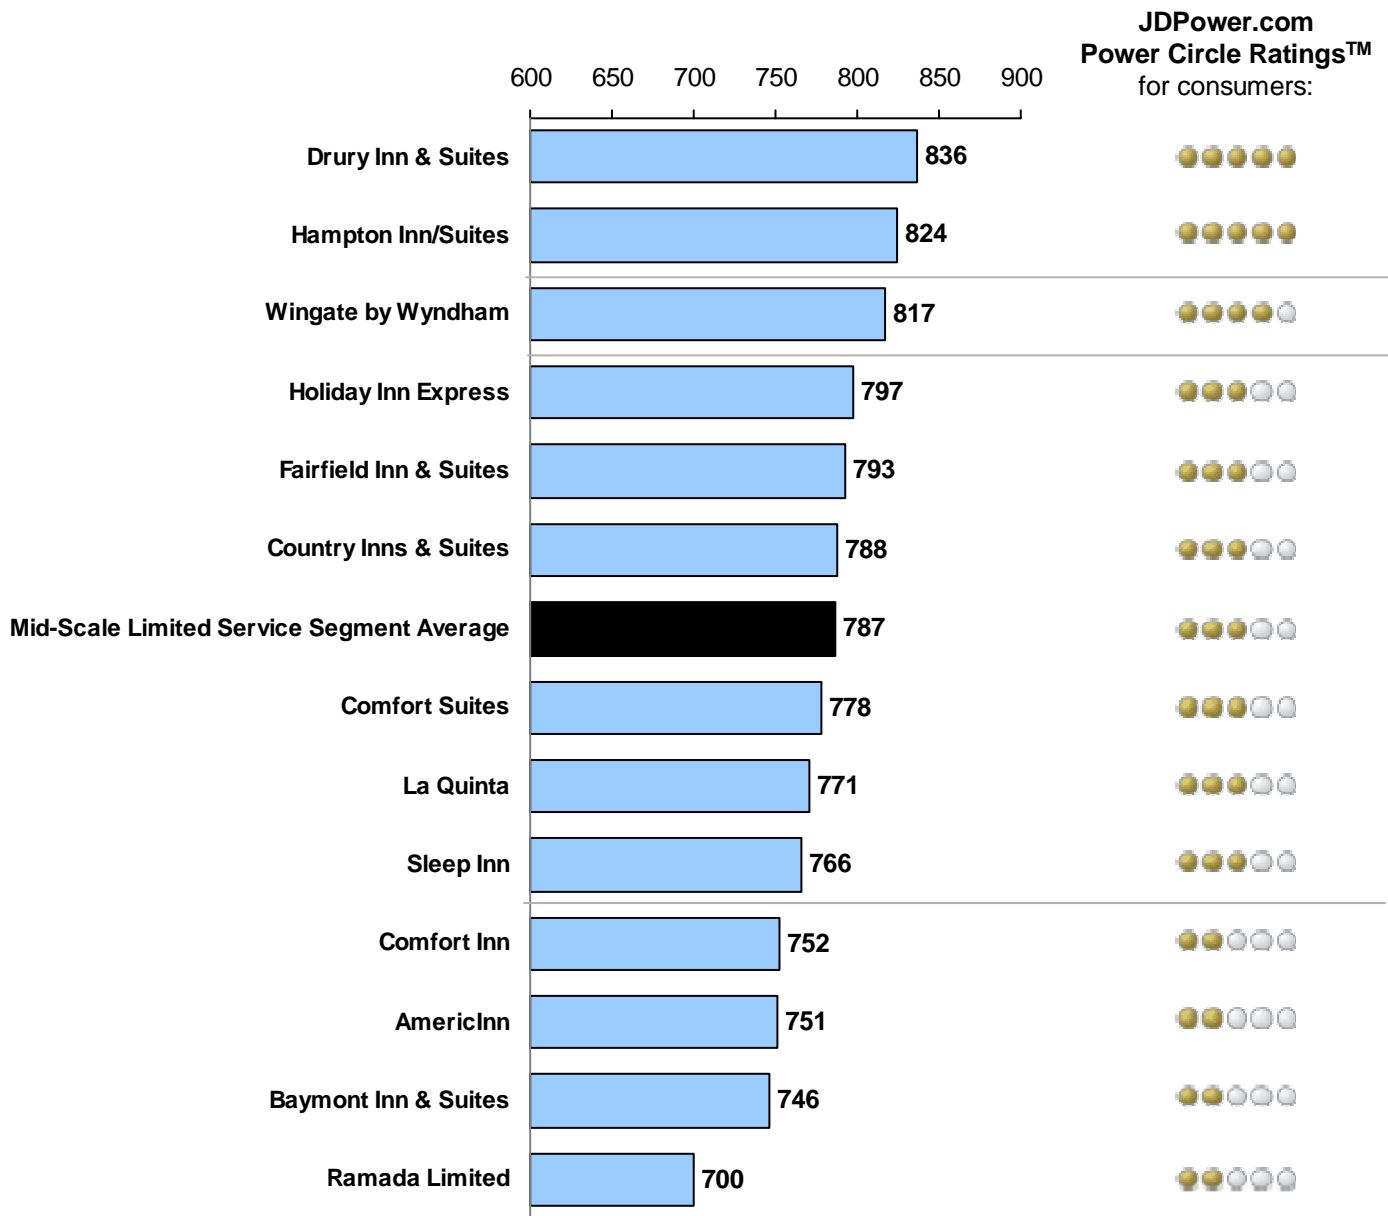 JDPower.com
Power Circle Ratings™
for consumers:
600 650 700 750 800 850 900
Drury Inn & Suites 836
Hampton Inn/Suites 824
Wingate by Wyndham 817
Holiday Inn Express 797
Fairfield Inn & Suites 793
Country Inns & Suites 788
Mid-Scale Limited Service Segment Average 787
Comfort Suites 778
La Quinta 771
Sleep Inn 766
Comfort Inn 752
AmericInn 751
Baymont Inn & Suites 746
Ramada Limited 700